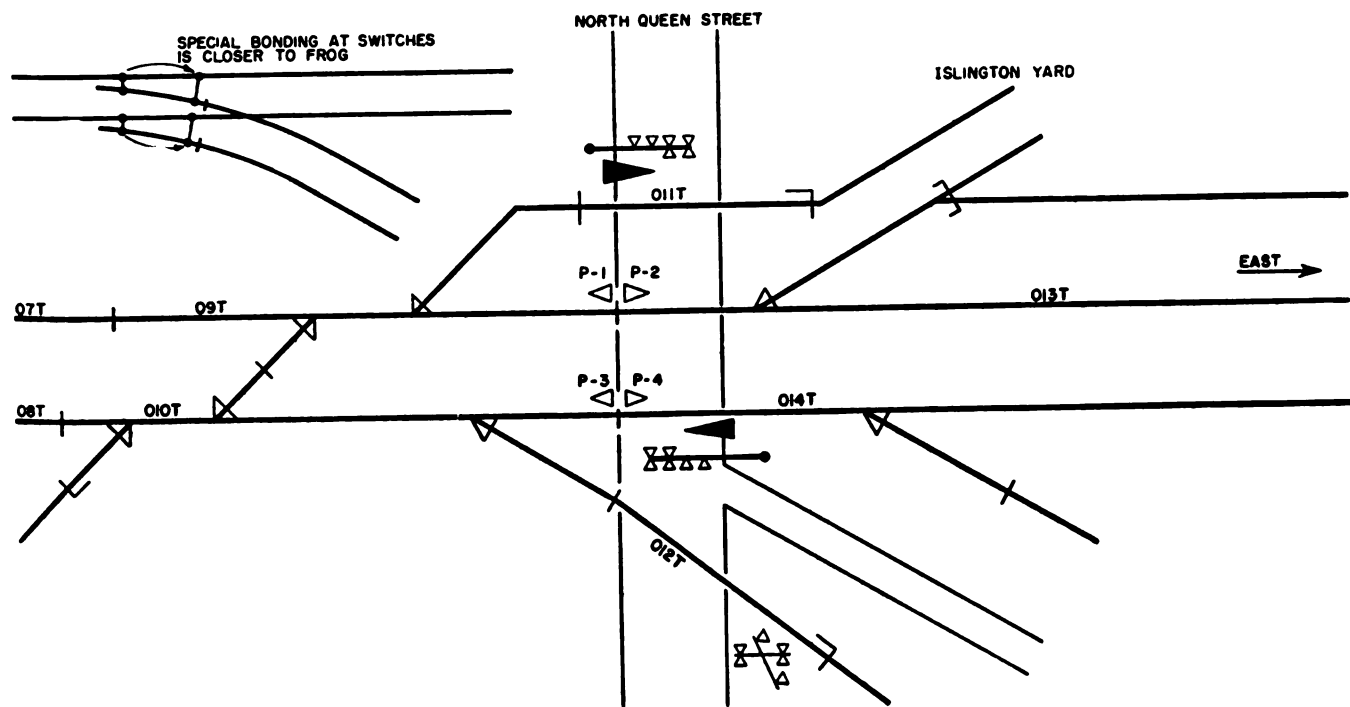 NORTH QUEEN STREET
SPECIAL BONDING AT SWITCHES
IS CLOSER TO FROG
ISLINGTON YARD
011T
P-1 P-2
EAST
07T 09T 013T
P-3 P-4
08T 010T 014T
012T